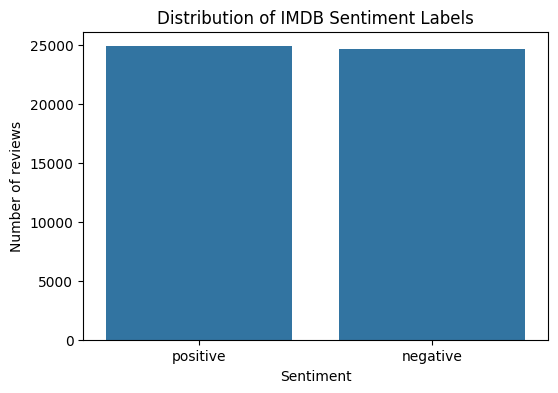 Distribution of IMDB Sentiment Labels
25000
20000
15000
10000
5000
0
Number of reviews
positive negative
Sentiment